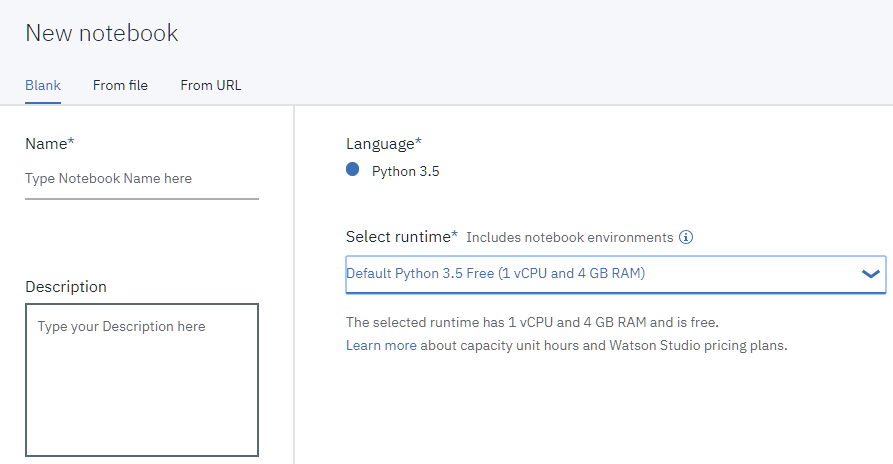 New notebook
Blank From file From URL
Name*
Type Notebook Name here
Description
Type your Description here
Language*
Python 3.5
Select runtime* Includes notebook environments
Default Python 3.5 Free (1 vCPU and 4 GB RAM)
The selected runtime has 1 vCPU and 4 GB RAM and is free.
Learn more about capacity unit hours and Watson Studio pricing plans.